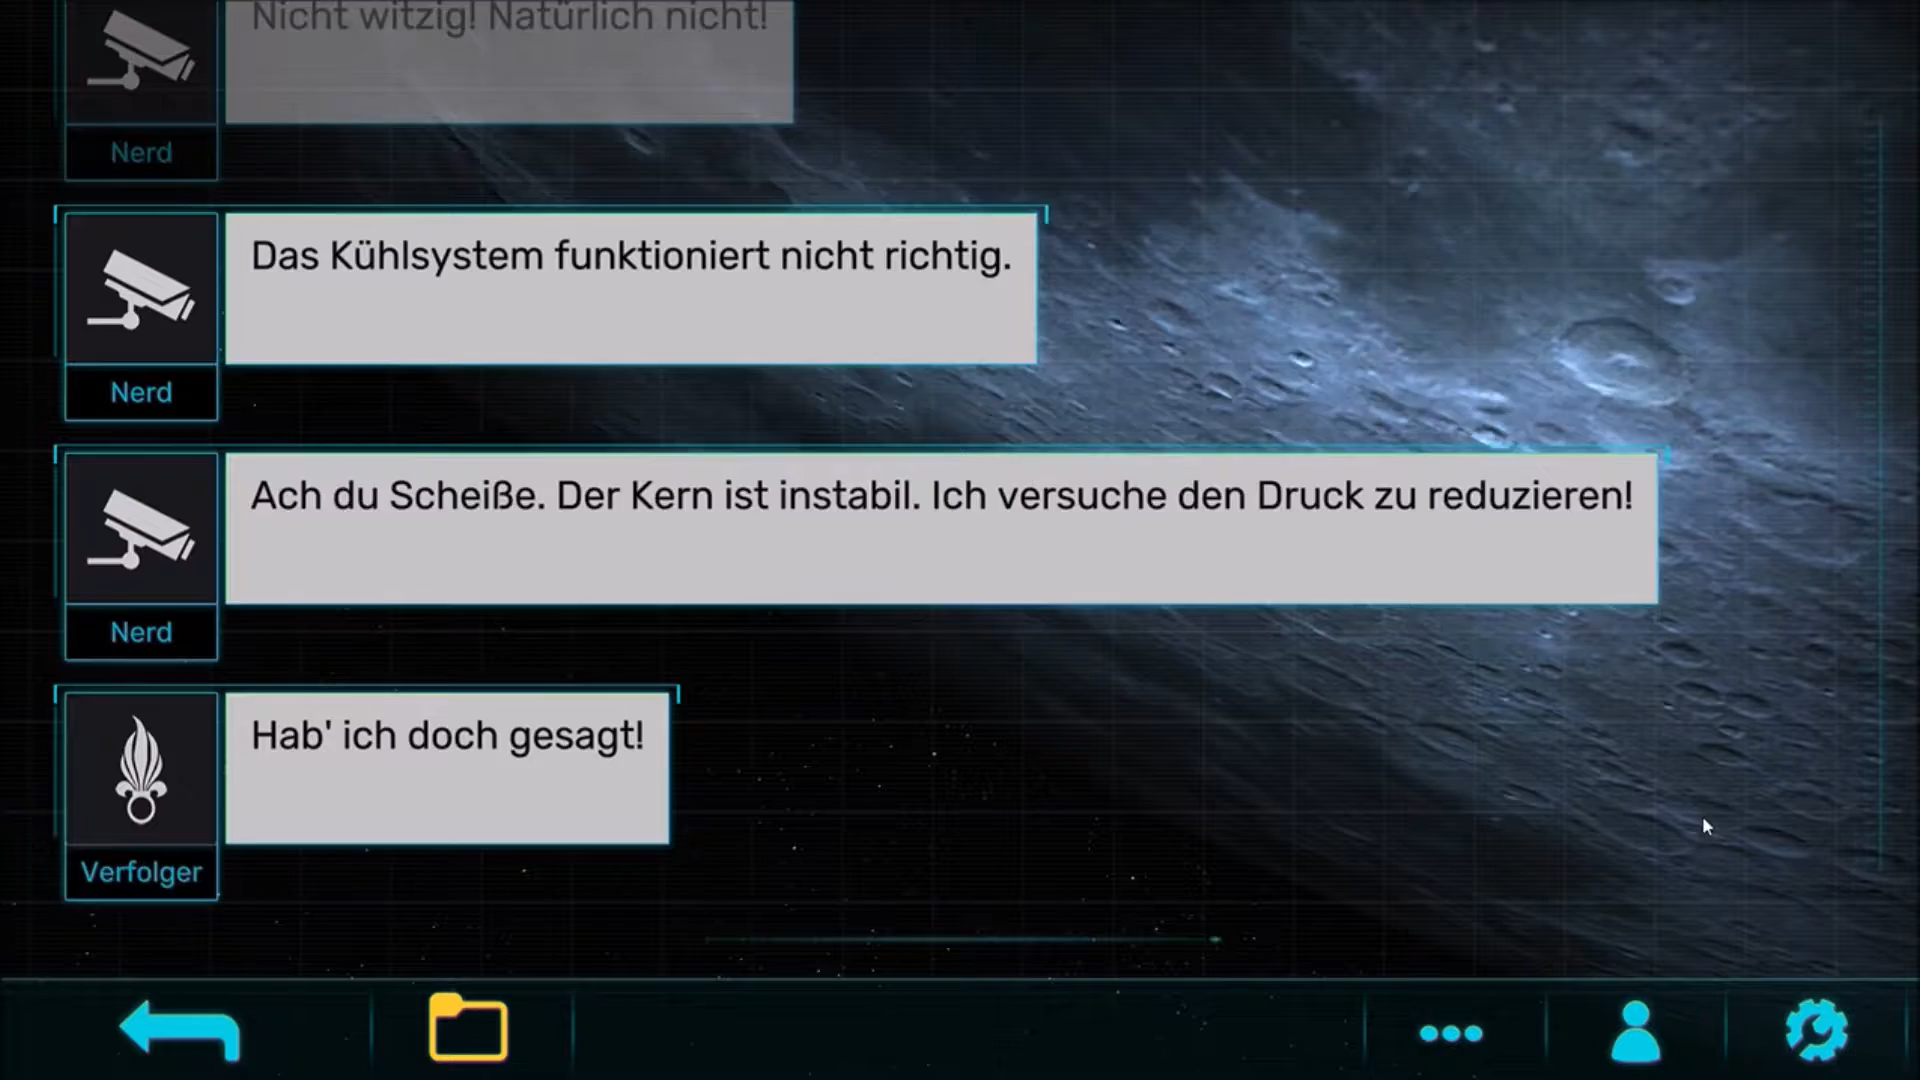 Nicht witzig! Natürlich nicht!
Nerd
Das Kühlsystem funktioniert nicht richtig.
Nerd
Ach du Scheiße. Der Kern ist instabil. Ich versuche den Druck zu reduzieren!
Nerd
Hab' ich doch gesagt!
Verfolger